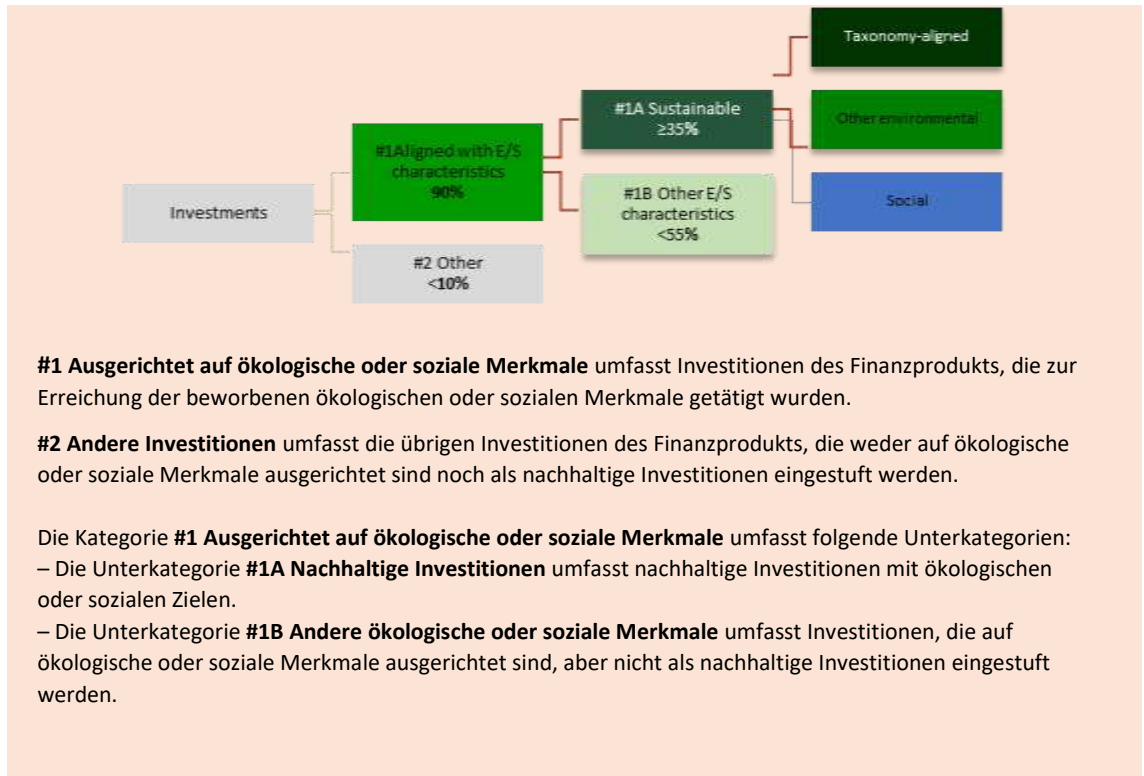 Taxonomy-aligned
#1A Sustainable
≥35%
Other environmental
#1Aligned with E/S
characteristics
90%
#1B Other E/S
characteristics
<55%
Social
Investments
#2 Other
<10%
#1 Ausgerichtet auf ökologische oder soziale Merkmale umfasst Investitionen des Finanzprodukts, die zur
Erreichung der beworbenen ökologischen oder sozialen Merkmale getätigt wurden.
#2 Andere Investitionen umfasst die übrigen Investitionen des Finanzprodukts, die weder auf ökologische
oder soziale Merkmale ausgerichtet sind noch als nachhaltige Investitionen eingestuft werden.
Die Kategorie #1 Ausgerichtet auf ökologische oder soziale Merkmale umfasst folgende Unterkategorien:
– Die Unterkategorie #1A Nachhaltige Investitionen umfasst nachhaltige Investitionen mit ökologischen
oder sozialen Zielen.
– Die Unterkategorie #1B Andere ökologische oder soziale Merkmale umfasst Investitionen, die auf
ökologische oder soziale Merkmale ausgerichtet sind, aber nicht als nachhaltige Investitionen eingestuft
werden.